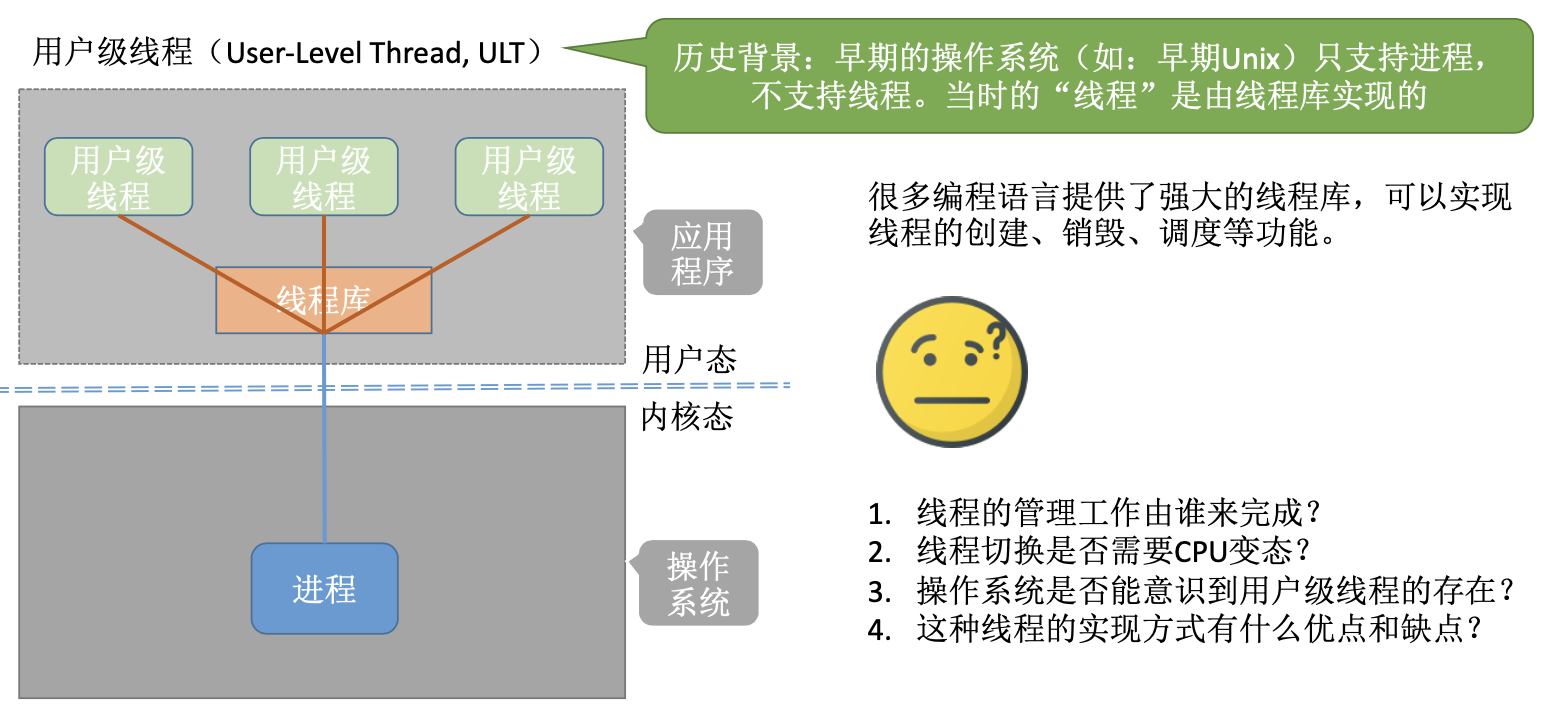 用户级线程（User-Level Thread, ULT）
历史背景：早期的操作系统（如：早期Unix）只支持进程，
不支持线程。当时的“线程”是由线程库实现的
用户级
线程
用户级
线程
用户级
线程
线程库
应用
程序
用户态
内核态
进程
操作
系统
很多编程语言提供了强大的线程库，可以实现
线程的创建、销毁、调度等功能。
1. 线程的管理工作由谁来完成？
2. 线程切换是否需要CPU变态？
3. 操作系统是否能意识到用户级线程的存在？
4. 这种线程的实现方式有什么优点和缺点？